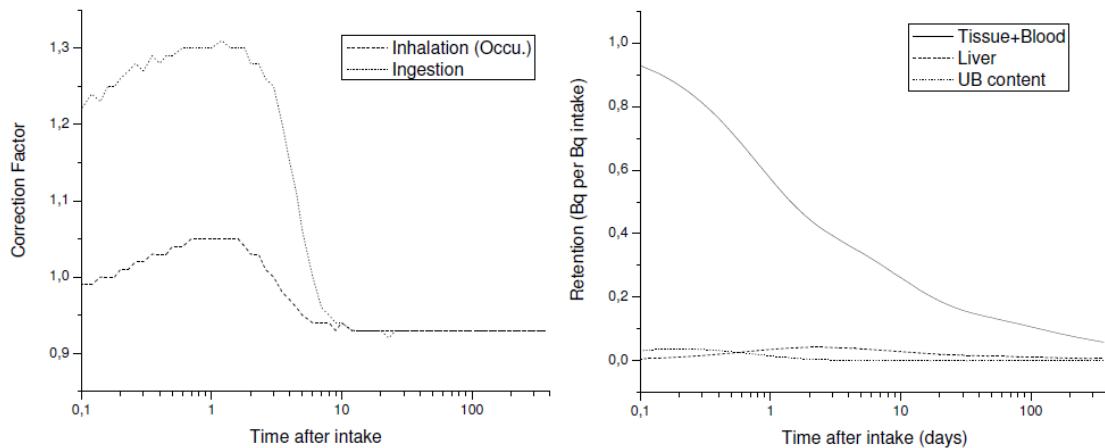 1,3
1,2
1,1
1,0
0,9
Correction Factor
Inhalation (Occu.)
Ingestion
0,1
1
10
100
Time after intake
1,0
0,8
0,6
0,4
0,2
0,0
Retention (Bq per Bq intake)
Tissue+Blood
Liver
UB content
0,1
1
10
100
Time after intake (days)